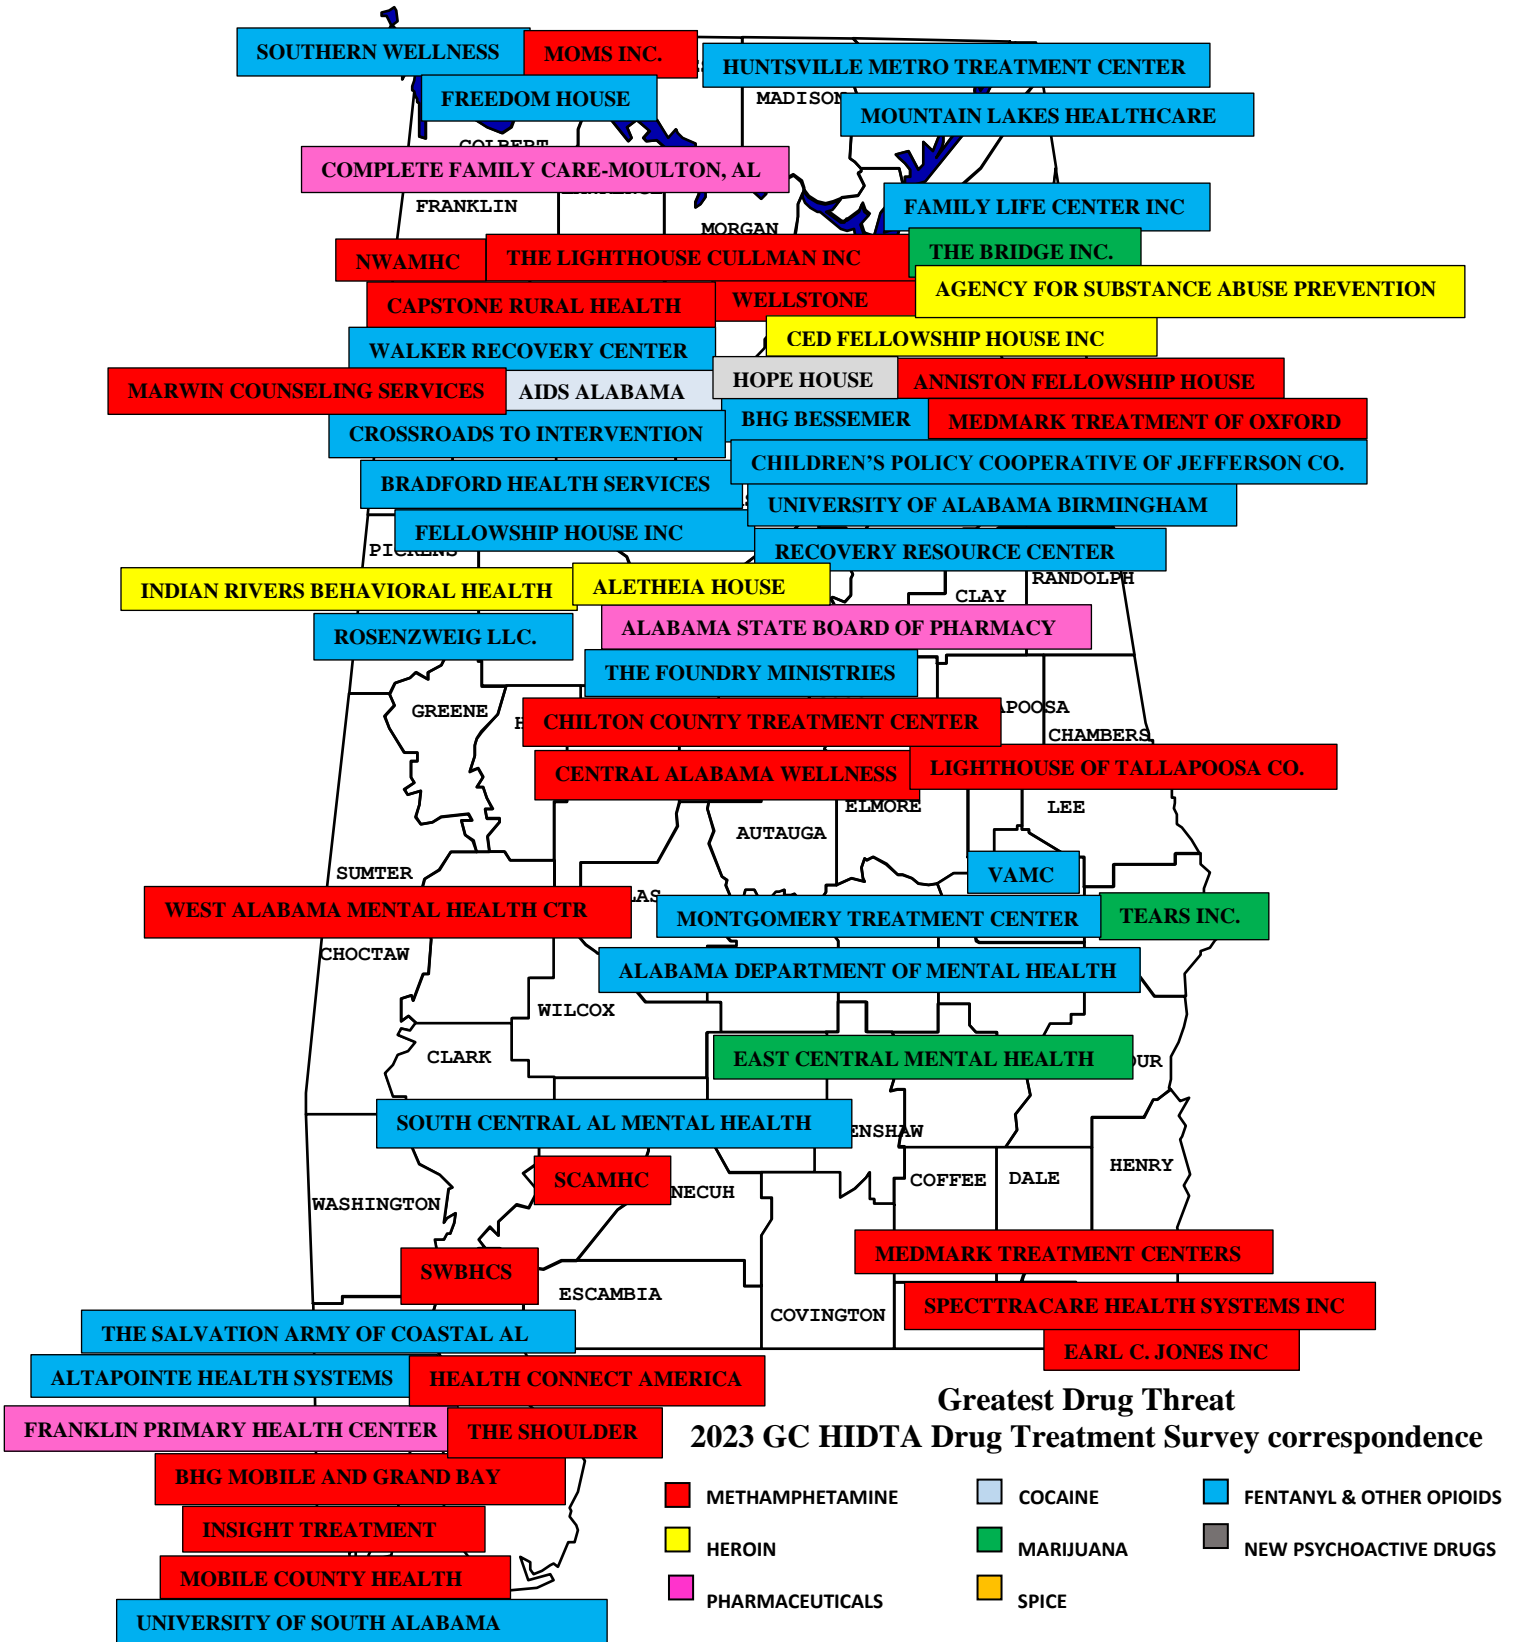 SOUTHERN WELLNESS
MOMS INC.
HUNTSVILLE METRO TREATMENT CENTER
FREEDOM HOUSE
MADISON
MOUNTAIN LAKES HEALTHCARE
COLBERT
COMPLETE FAMILY CARE-MOULTON, AL
FRANKLIN
FAMILY LIFE CENTER INC
MORGAN
NWAMHC
THE LIGHTHOUSE CULLMAN INC
THE BRIDGE INC.
CAPSTONE RURAL HEALTH
WELLSTONE
AGENCY FOR SUBSTANCE ABUSE PREVENTION
WALKER RECOVERY CENTER
CED FELLOWSHIP HOUSE INC
MARWIN COUNSELING SERVICES
AIDS ALABAMA
HOPE HOUSE
ANNISTON FELLOWSHIP HOUSE
CROSSROADS TO INTERVENTION
BHG BESSEMER
MEDMARK TREATMENT OF OXFORD
CHILDREN'S POLICY COOPERATIVE OF JEFFERSON CO.
BRADFORD HEALTH SERVICES
UNIVERSITY OF ALABAMA BIRMINGHAM
FELLOWSHIP HOUSE INC
PICKENS
RECOVERY RESOURCE CENTER
RANDOLPH
INDIAN RIVERS BEHAVIORAL HEALTH
ALETHEIA HOUSE
CLAY
ROSENZWEIG LLC.
ALABAMA STATE BOARD OF PHARMACY
THE FOUNDRY MINISTRIES
GREENE
H
CHILTON COUNTY TREATMENT CENTER
APOOSA
CHAMBERS
CENTRAL ALABAMA WELLNESS
LIGHTHOUSE OF TALLAPOOSA CO.
ELMORE
LEE
AUTAUGA
SUMTER
VAMC
WEST ALABAMA MENTAL HEALTH CTR
LAS
MONTGOMERY TREATMENT CENTER
TEARS INC.
CHOCTAW
ALABAMA DEPARTMENT OF MENTAL HEALTH
WILCOX
CLARK
EAST CENTRAL MENTAL HEALTH
OUR
SOUTH CENTRAL AL MENTAL HEALTH
ENSHAW
SCAMHC
NECUH
COFFEE
DALE
HENRY
WASHINGTON
MEDMARK TREATMENT CENTERS
SWBHCS
ESCAMBIA
COVINGTON
SPECTTRACARE HEALTH SYSTEMS INC
THE SALVATION ARMY OF COASTAL AL
EARL C. JONES INC
ALTAPOINTE HEALTH SYSTEMS
HEALTH CONNECT AMERICA
FRANKLIN PRIMARY HEALTH CENTER
THE SHOULDER
BHG MOBILE AND GRAND BAY
INSIGHT TREATMENT
MOBILE COUNTY HEALTH
UNIVERSITY OF SOUTH ALABAMA
Greatest Drug Threat
2023 GC HIDTA Drug Treatment Survey correspondence
METHAMPHETAMINE
COCAINE
FENTANYL & OTHER OPIOIDS
HEROIN
MARIJUANA
NEW PSYCHOACTIVE DRUGS
PHARMACEUTICALS
SPICE